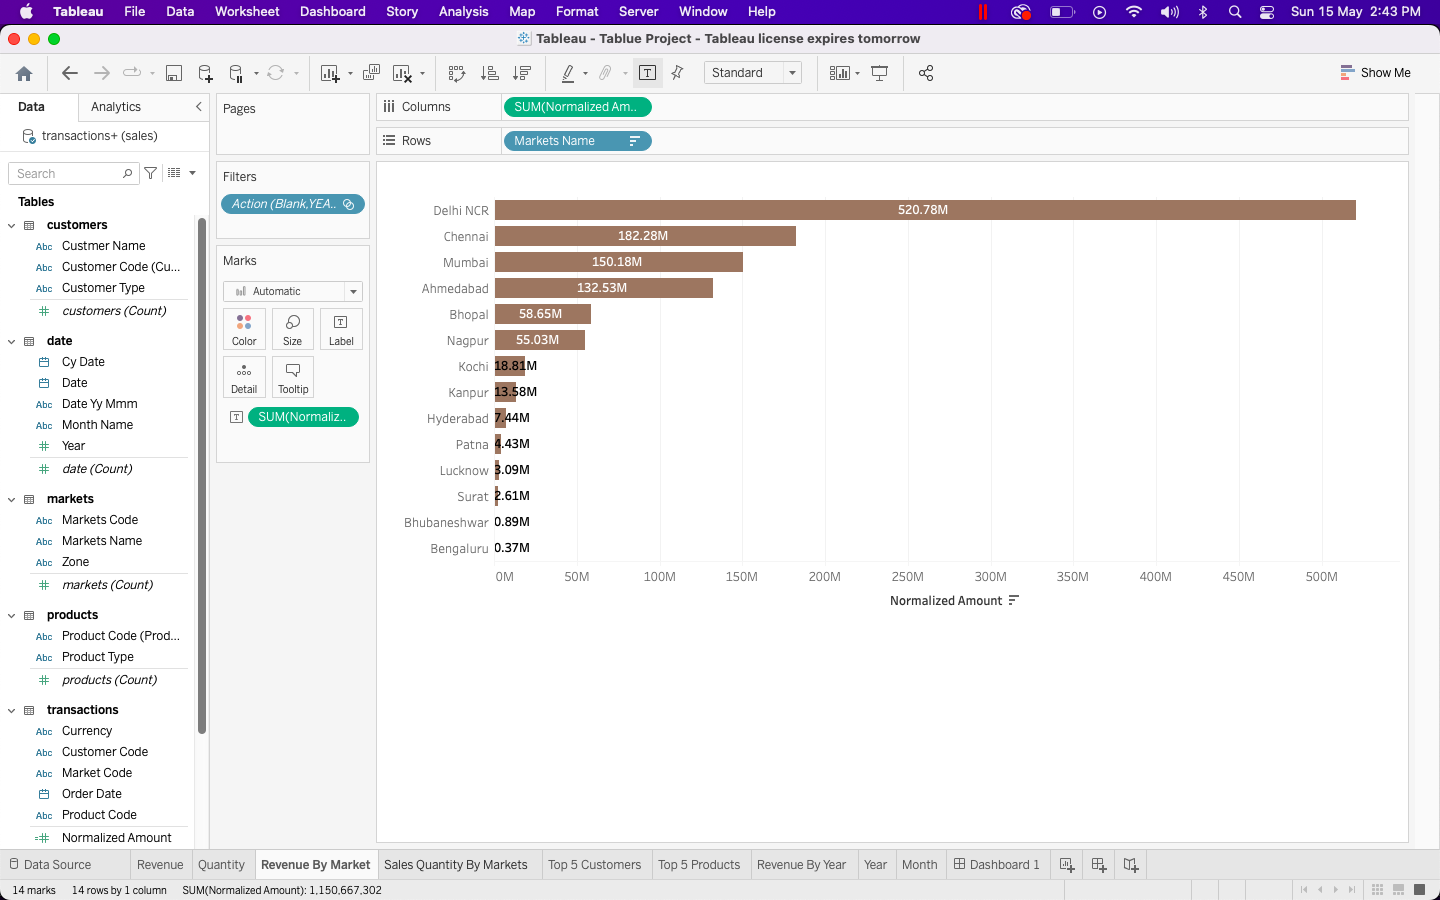 Tableau File Data Worksheet Dashboard Story Analysis Map Format Server Window Help Sun 15 May 2:43 PM
Tableau - Tablue Project - Tableau license expires tomorrow
Standard
Show Me
Data Analytics
transactions+ (sales)
Search
Tables
customers
Abc Custmer Name
Abc Customer Code (Cu...
Abc Customer Type
customers (Count)
date
Cy Date
Date
Abc Date Yy Mmm
Abc Month Name
Year
date (Count)
markets
Abc Markets Code
Abc Markets Name
Abc Zone
markets (Count)
products
Abc Product Code (Prod...
Abc Product Type
products (Count)
transactions
Abc Currency
Abc Customer Code
Abc Market Code
Order Date
Abc Product Code
Normalized Amount
Pages
Filters
Action (Blank,YEA..
Marks
Automatic
Color Size Label
Detail Tooltip
SUM(Normaliz..
Columns SUM(Normalized Am..
Rows Markets Name
Delhi NCR 520.78M
Chennai 182.28M
Mumbai 150.18M
Ahmedabad 132.53M
Bhopal 58.65M
Nagpur 55.03M
Kochi 18.81M
Kanpur 13.58M
Hyderabad 7.44M
Patna 4.43M
Lucknow 3.09M
Surat 2.61M
Bhubaneshwar 0.89M
Bengaluru 0.37M
0M 50M 100M 150M 200M 250M 300M 350M 400M 450M 500M
Normalized Amount
Data Source Revenue Quantity Revenue By Market Sales Quantity By Markets Top 5 Customers Top 5 Products Revenue By Year Year Month Dashboard 1
14 marks 14 rows by 1 column SUM(Normalized Amount): 1,150,667,302